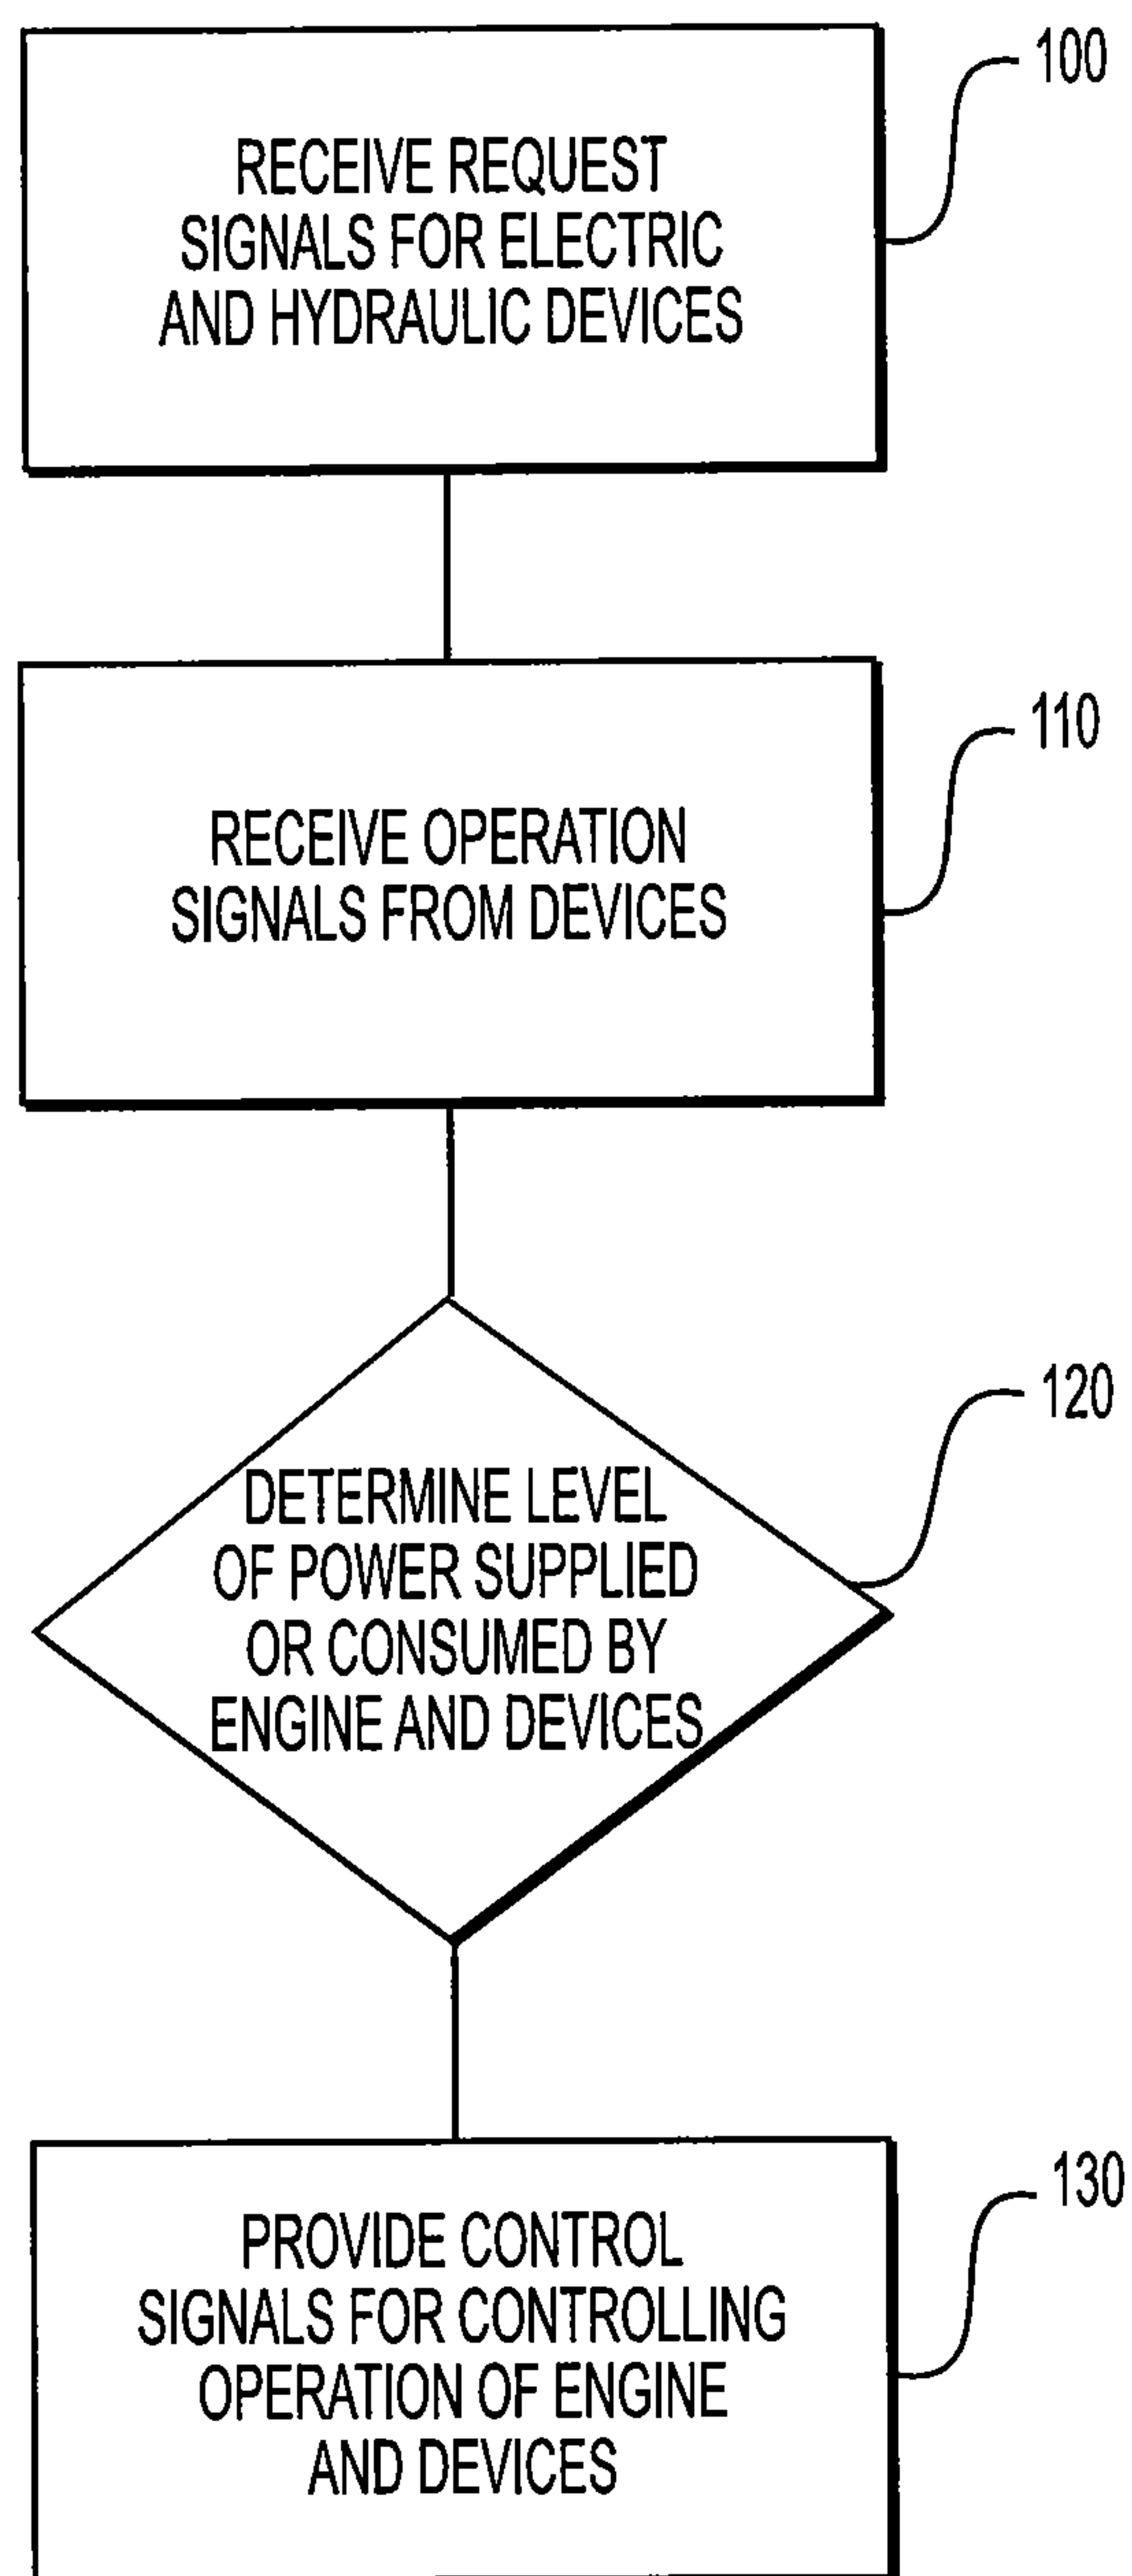 100
RECEIVE REQUEST
SIGNALS FOR ELECTRIC
AND HYDRAULIC DEVICES
110
RECEIVE OPERATION
SIGNALS FROM DEVICES
120
DETERMINE LEVEL
OF POWER SUPPLIED
OR CONSUMED BY
ENGINE AND DEVICES
130
PROVIDE CONTROL
SIGNALS FOR CONTROLLING
OPERATION OF ENGINE
AND DEVICES